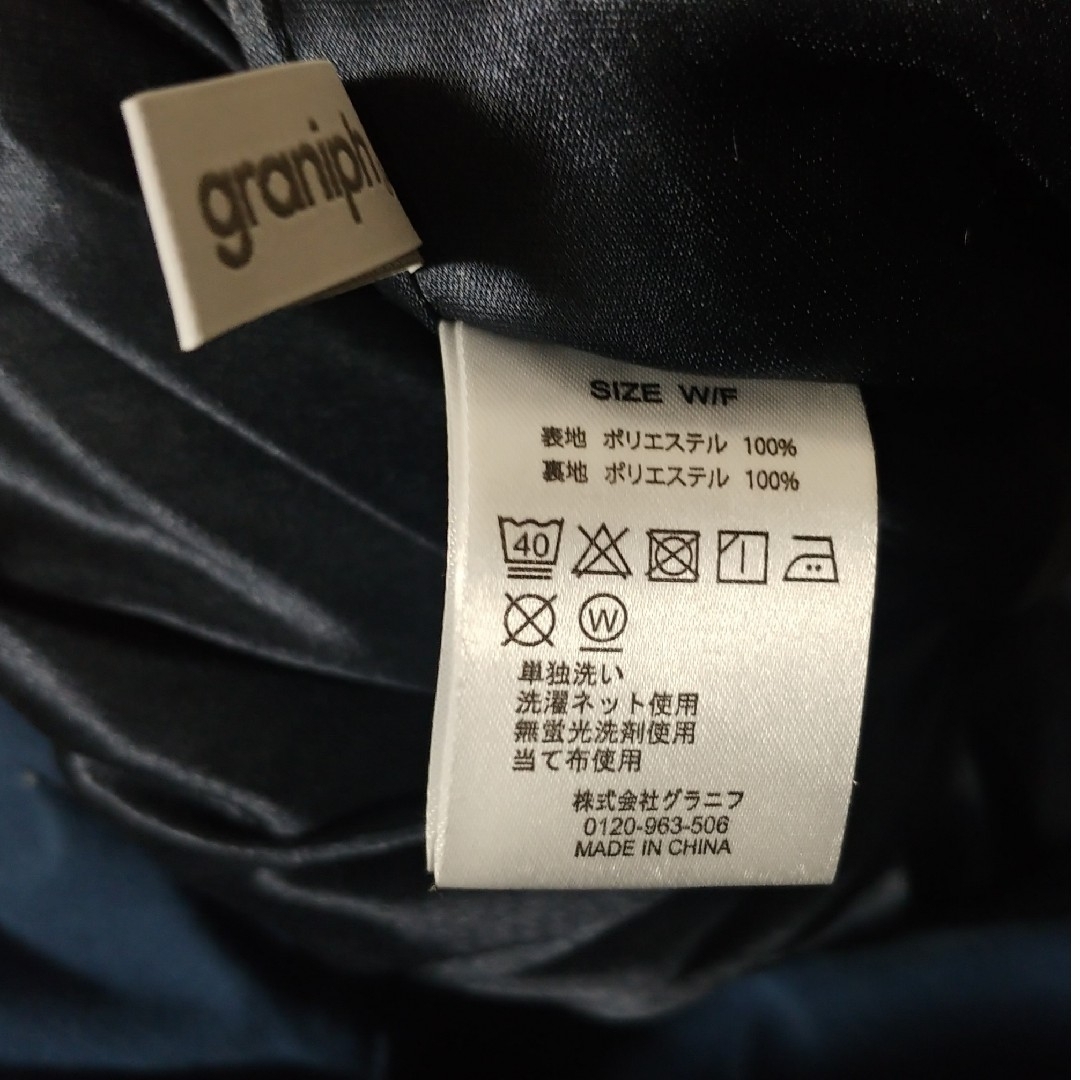 graniph
SIZE W/F
表地 ポリエステル 100%
裏地 ポリエステル 100%
40
W
単独洗い
洗濯ネット使用
無蛍光洗剤使用
当て布使用
株式会社グラニフ
0120-963-506
MADE IN CHINA